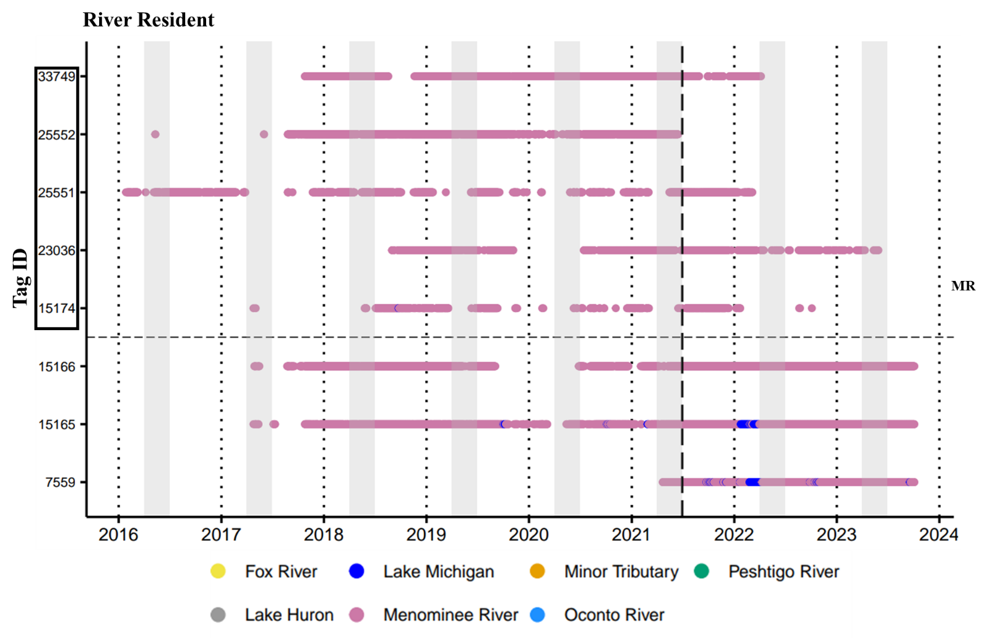 River Resident
33749
25552
25551
23036
Tag ID
MR
15174
15166
15165
7559
2016 2017 2018 2019 2020 2021 2022 2023 2024
Fox River Lake Michigan Minor Tributary Peshtigo River
Lake Huron Menominee River Oconto River